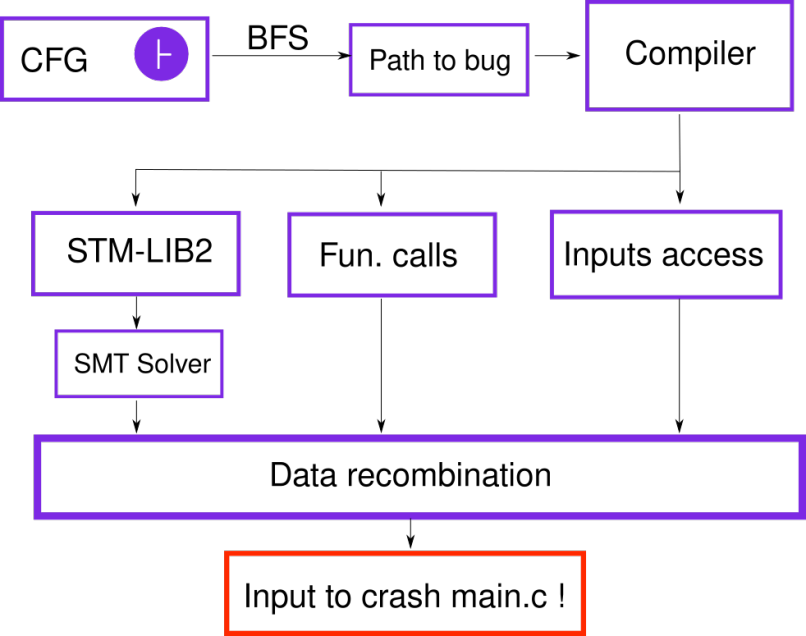 CFG ⊢
BFS
Path to bug
Compiler
STM-LIB2
Fun. calls
Inputs access
SMT Solver
Data recombination
Input to crash main.c !